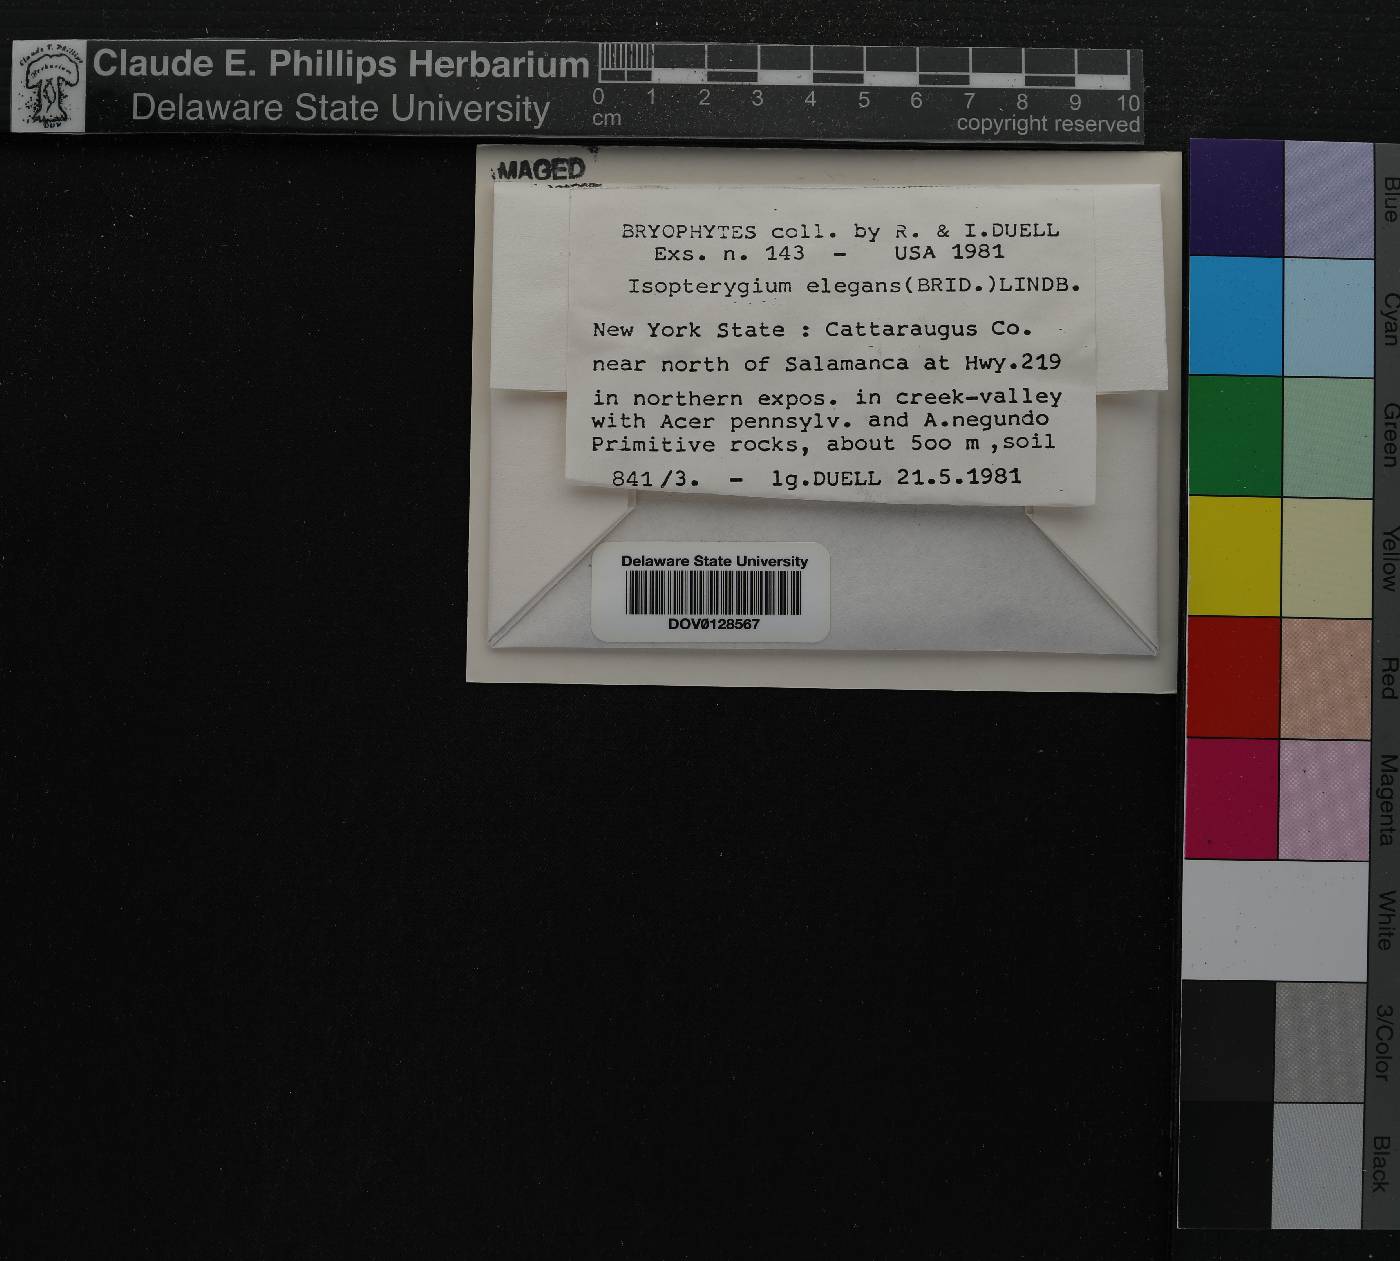 Claude E. Phillips Herbarium
Delaware State University
0 1 2 3 4 5 6 7 8 9 10
cm
copyright reserved
IMAGED
BRYOPHYTES coll. by R. & I.DUELL
Exs. n. 143 - USA 1981
Isopterygium elegans(BRID.)LINDB.
New York State : Cattaraugus Co.
near north of Salamanca at Hwy.219
in northern expos. in creek-valley
with Acer pennsylv. and A.negundo
Primitive rocks, about 5oo m ,soil
841/3. - lg.DUELL 21.5.1981
Delaware State University
DOV0128567
Blue
Cyan
Green
Yellow
Red
Magenta
White
3/Color
Black